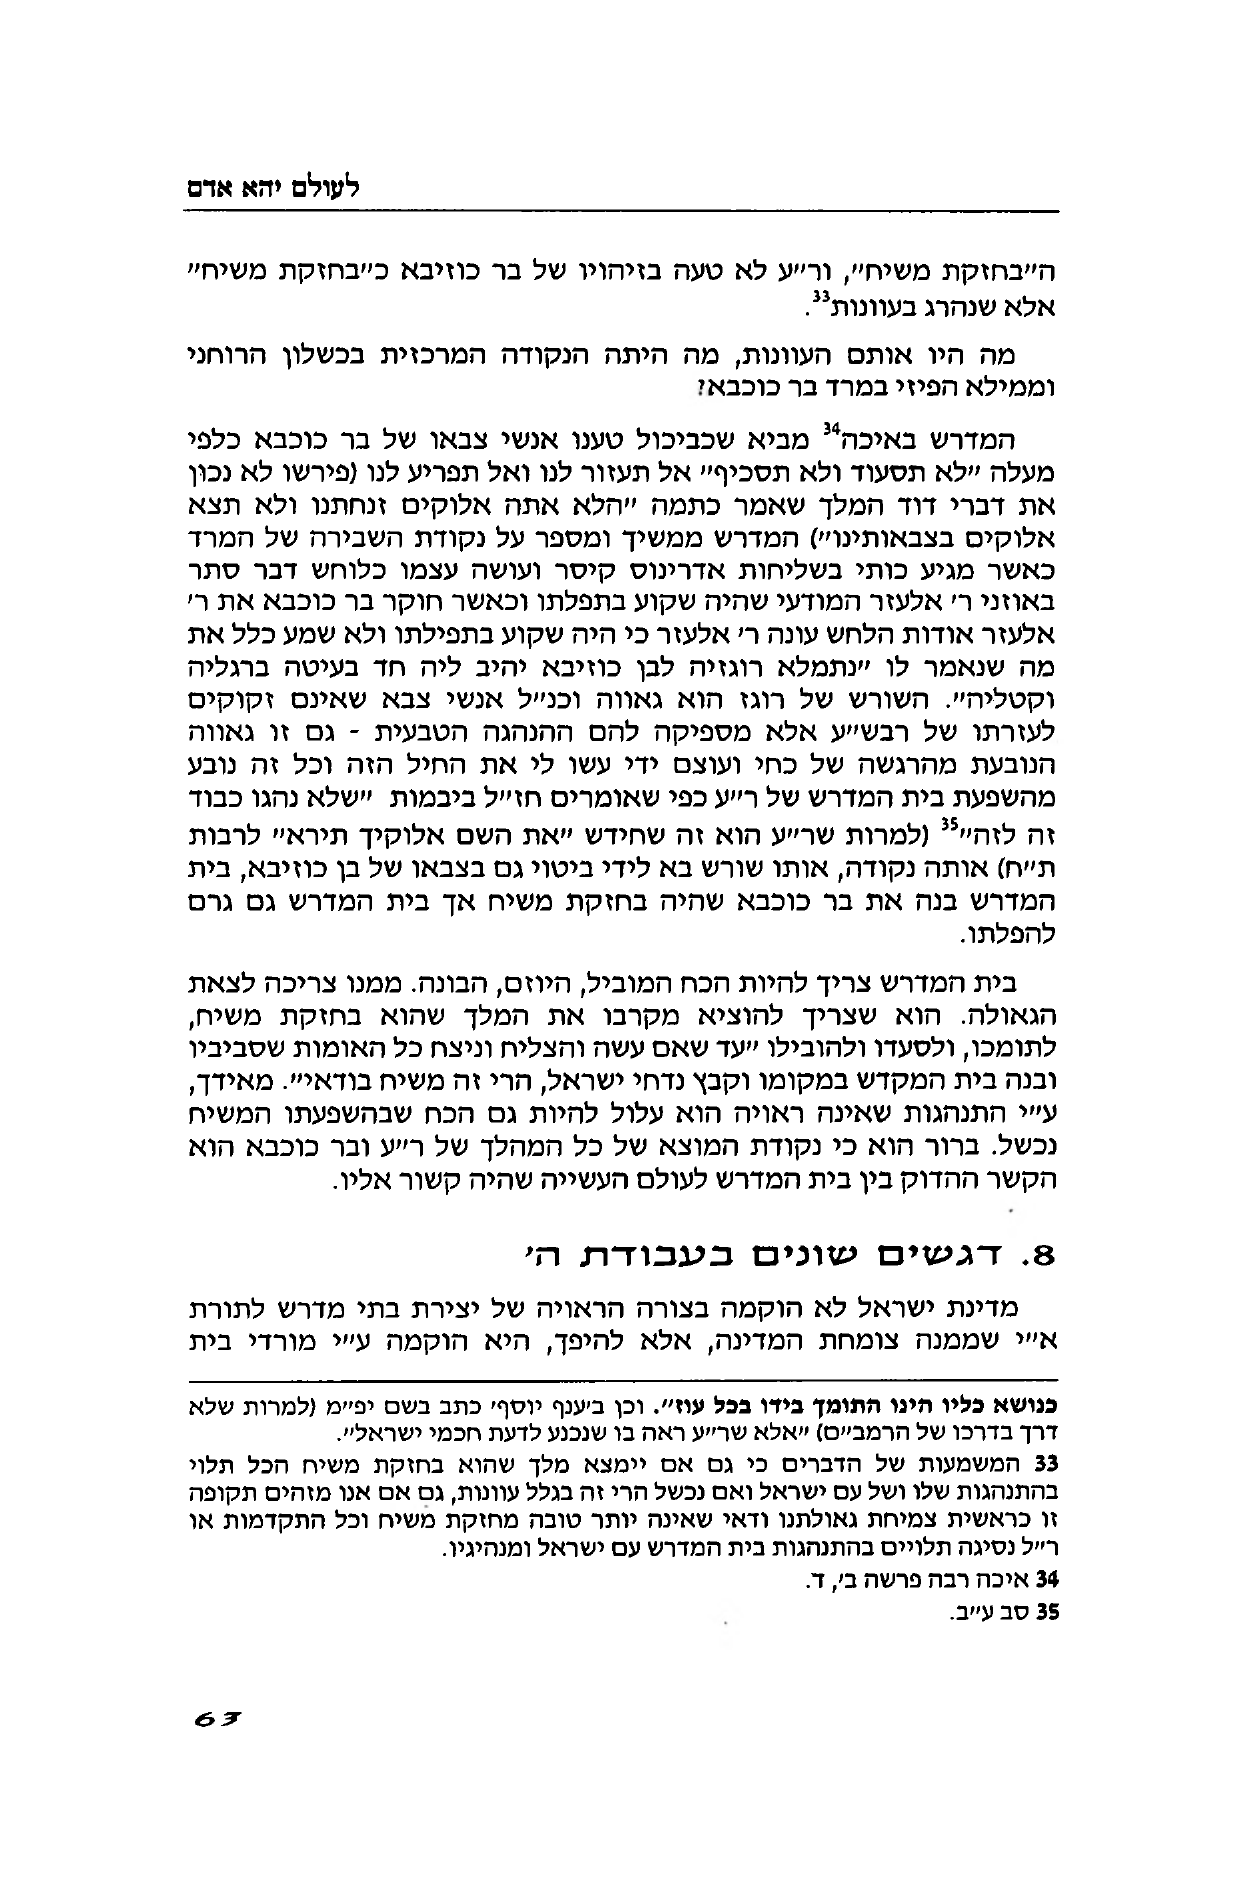 לעולם יהא אדם
ה״בחזקת משיח״, ור״ע לא טעה בזיהויו של בר כוזיבא כ״בחזקת משיח״
אלא שנהרג בעוונות33.
מה היו אותם העוונות, מה היתה הנקודה המרכזית בכשלון הרוחני
וממילא הפיזי במרד בר כוכבא?
המדרש באיכה34 מביא שכביכול טענו אנשי צבאו של בר כוכבא כלפי
מעלה ״לא תסעוד ולא תסכיף״ אל תעזור לנו ואל תפריע לנו (פירשו לא נכון
את דברי דוד המלך שאמר כתמה ״הלא אתה אלוקים זנחתנו ולא תצא
אלוקים בצבאותינו״) המדרש ממשיך ומספר על נקודת השבירה של המרד
כאשר מגיע כותי בשליחות אדרינוס קיסר ועושה עצמו כלוחש דבר סתר
באוזני ר׳ אלעזר המודעי שהיה שקוע בתפלתו וכאשר חוקר בר כוכבא את ר׳
אלעזר אודות הלחש עונה ר׳ אלעזר כי היה שקוע בתפילתו ולא שמע כלל את
מה שנאמר לו ״נתמלא רוגזיה לבן כוזיבא יהיב ליה חד בעיטה ברגליה
וקטליה״. השורש של רוגז הוא גאווה וכנ״ל אנשי צבא שאינם זקוקים
לעזרתו של רבש״ע אלא מספיקה להם ההנהגה הטבעית - גם זו גאווה
הנובעת מהרגשה של כחי ועוצם ידי עשו לי את החיל הזה וכל זה נובע
מהשפעת בית המדרש של ר״ע כפי שאומרים חז״ל ביבמות ״שלא נהגו כבוד
זה לזה״35 (למרות שר״ע הוא זה שחידש ״את השם אלוקיך תירא״ לרבות
ת״ח) אותה נקודה, אותו שורש בא לידי ביטוי גם בצבאו של בן כוזיבא, בית
המדרש בנה את בר כוכבא שהיה בחזקת משיח אך בית המדרש גם גרם
להפלתו.
בית המדרש צריך להיות הכח המוביל, היוזם, הבונה. ממנו צריכה לצאת
הגאולה. הוא שצריך להוציא מקרבו את המלך שהוא בחזקת משיח,
לתומכו, ולסעדו ולהובילו ״עד שאם עשה והצליח וניצח כל האומות שסביביו
ובנה בית המקדש במקומו וקבץ נדחי ישראל, הרי זה משיח בודאי״. מאידך,
ע״י התנהגות שאינה ראויה הוא עלול להיות גם הכח שבהשפעתו המשיח
נכשל. ברור הוא כי נקודת המוצא של כל המהלך של ר״ע ובר כוכבא הוא
הקשר ההדוק בין בית המדרש לעולם העשייה שהיה קשור אליו.
8. דגשים שונים בעבודת ה׳
מדינת ישראל לא הוקמה בצורה הראויה של יצירת בתי מדרש לתורת
א״י שממנה צומחת המדינה, אלא להיפך, היא הוקמה ע״י מורדי בית
כנושא כליו הינו התומך בידו בכל עוז״. וכן ב׳ענף יוסף׳ כתב בשם יפ״מ (למרות שלא
דרך בדרכו של הרמב״ם) ״אלא שר״ע ראה בו שנכנע לדעת חכמי ישראל״.
33 המשמעות של הדברים כי גם אם יימצא מלך שהוא בחזקת משיח הכל תלוי
בהתנהגות שלו ושל עם ישראל ואם נכשל הרי זה בגלל עוונות, גם אם אנו מזהים תקופה
זו כראשית צמיחת גאולתנו ודאי שאינה יותר טובה מחזקת משיח וכל התקדמות או
ר״ל נסיגה תלויים בהתנהגות בית המדרש עם ישראל ומנהיגיו.
34 איכה רבה פרשה ב׳, ד.
35 סב ע״ב.
63